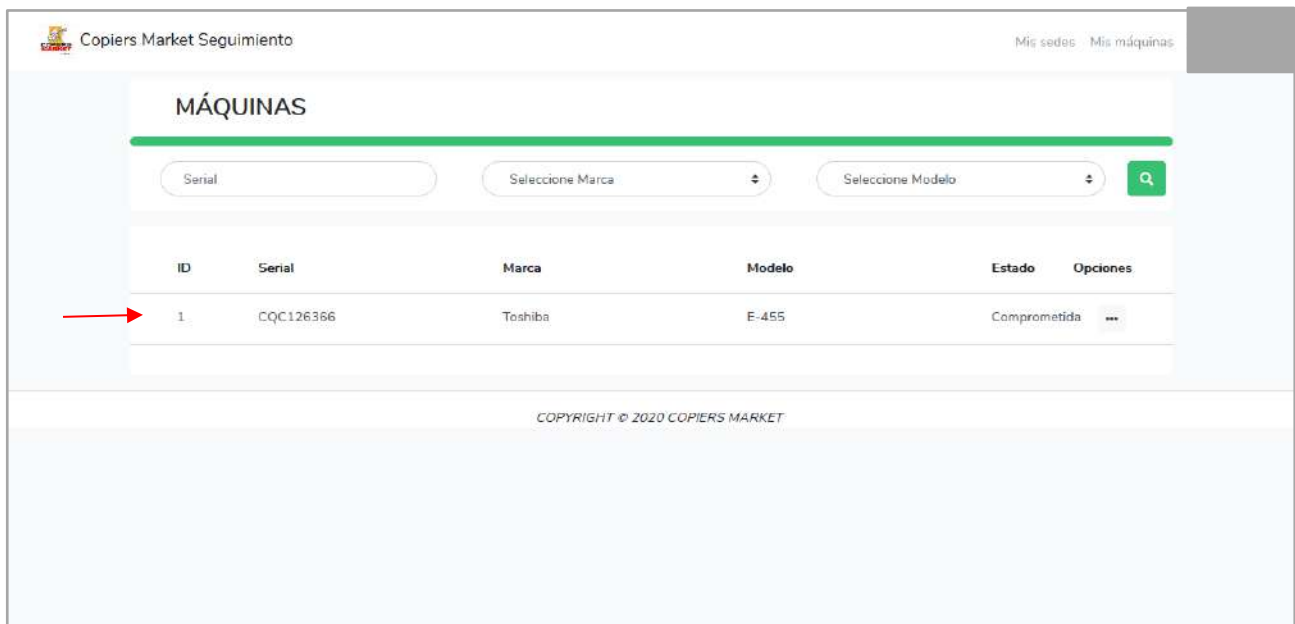 Copiers Market Seguimiento
Mis sedes Mis máquinas
MÁQUINAS
Serial Seleccione Marca Seleccione Modelo
ID Serial Marca Modelo Estado Opciones
1 CQC126366 Toshiba E-455 Comprometida ...
COPYRIGHT © 2020 COPIERS MARKET